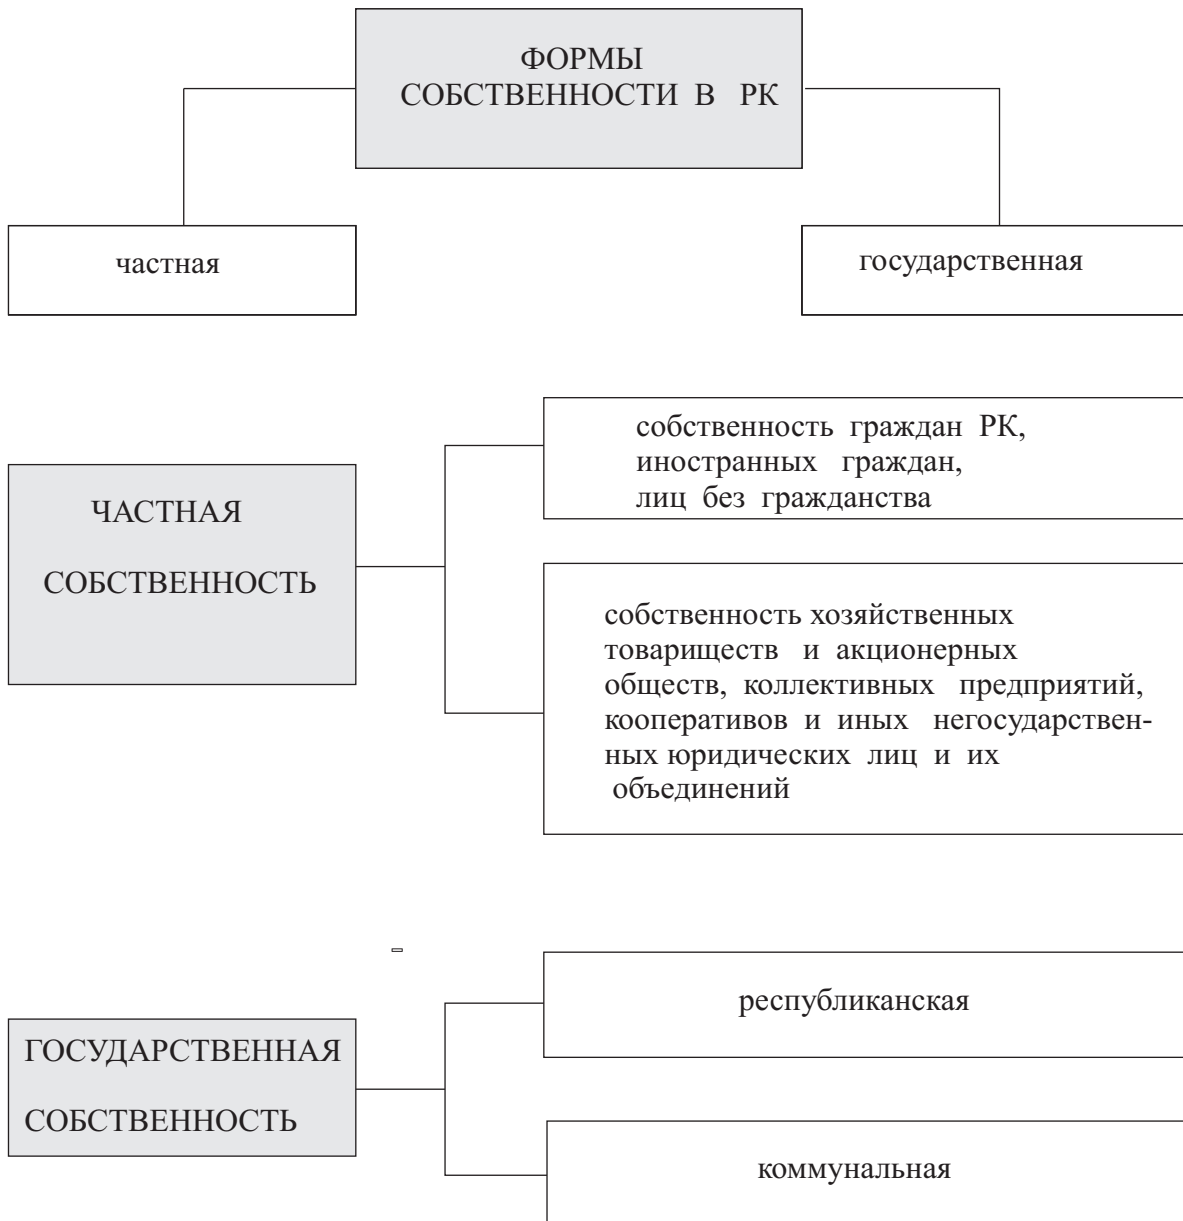 ФОРМЫ
СОБСТВЕННОСТИ В РК
частная
государственная
собственность граждан РК,
иностранных граждан,
лиц без гражданства
ЧАСТНАЯ
СОБСТВЕННОСТЬ
собственность хозяйственных
товариществ и акционерных
обществ, коллективных предприятий,
кооперативов и иных негосударствен-
ных юридических лиц и их
объединений
республиканская
ГОСУДАРСТВЕННАЯ
СОБСТВЕННОСТЬ
коммунальная